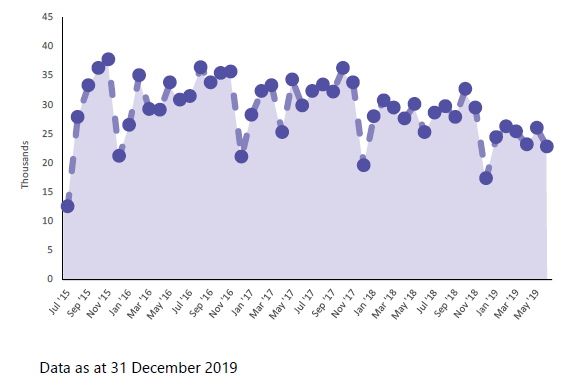 45
40
35
30
25
20
15
10
5
0
Thousands
Jul '15
Sep '15
Nov '15
Jan '16
Mar '16
May '16
Jul '16
Sep '16
Nov '16
Jan '17
Mar '17
May '17
Jul '17
Sep '17
Nov '17
Jan '18
Mar '18
May '18
Jul '18
Sep '18
Nov '18
Jan '19
Mar '19
May '19
Data as at 31 December 2019